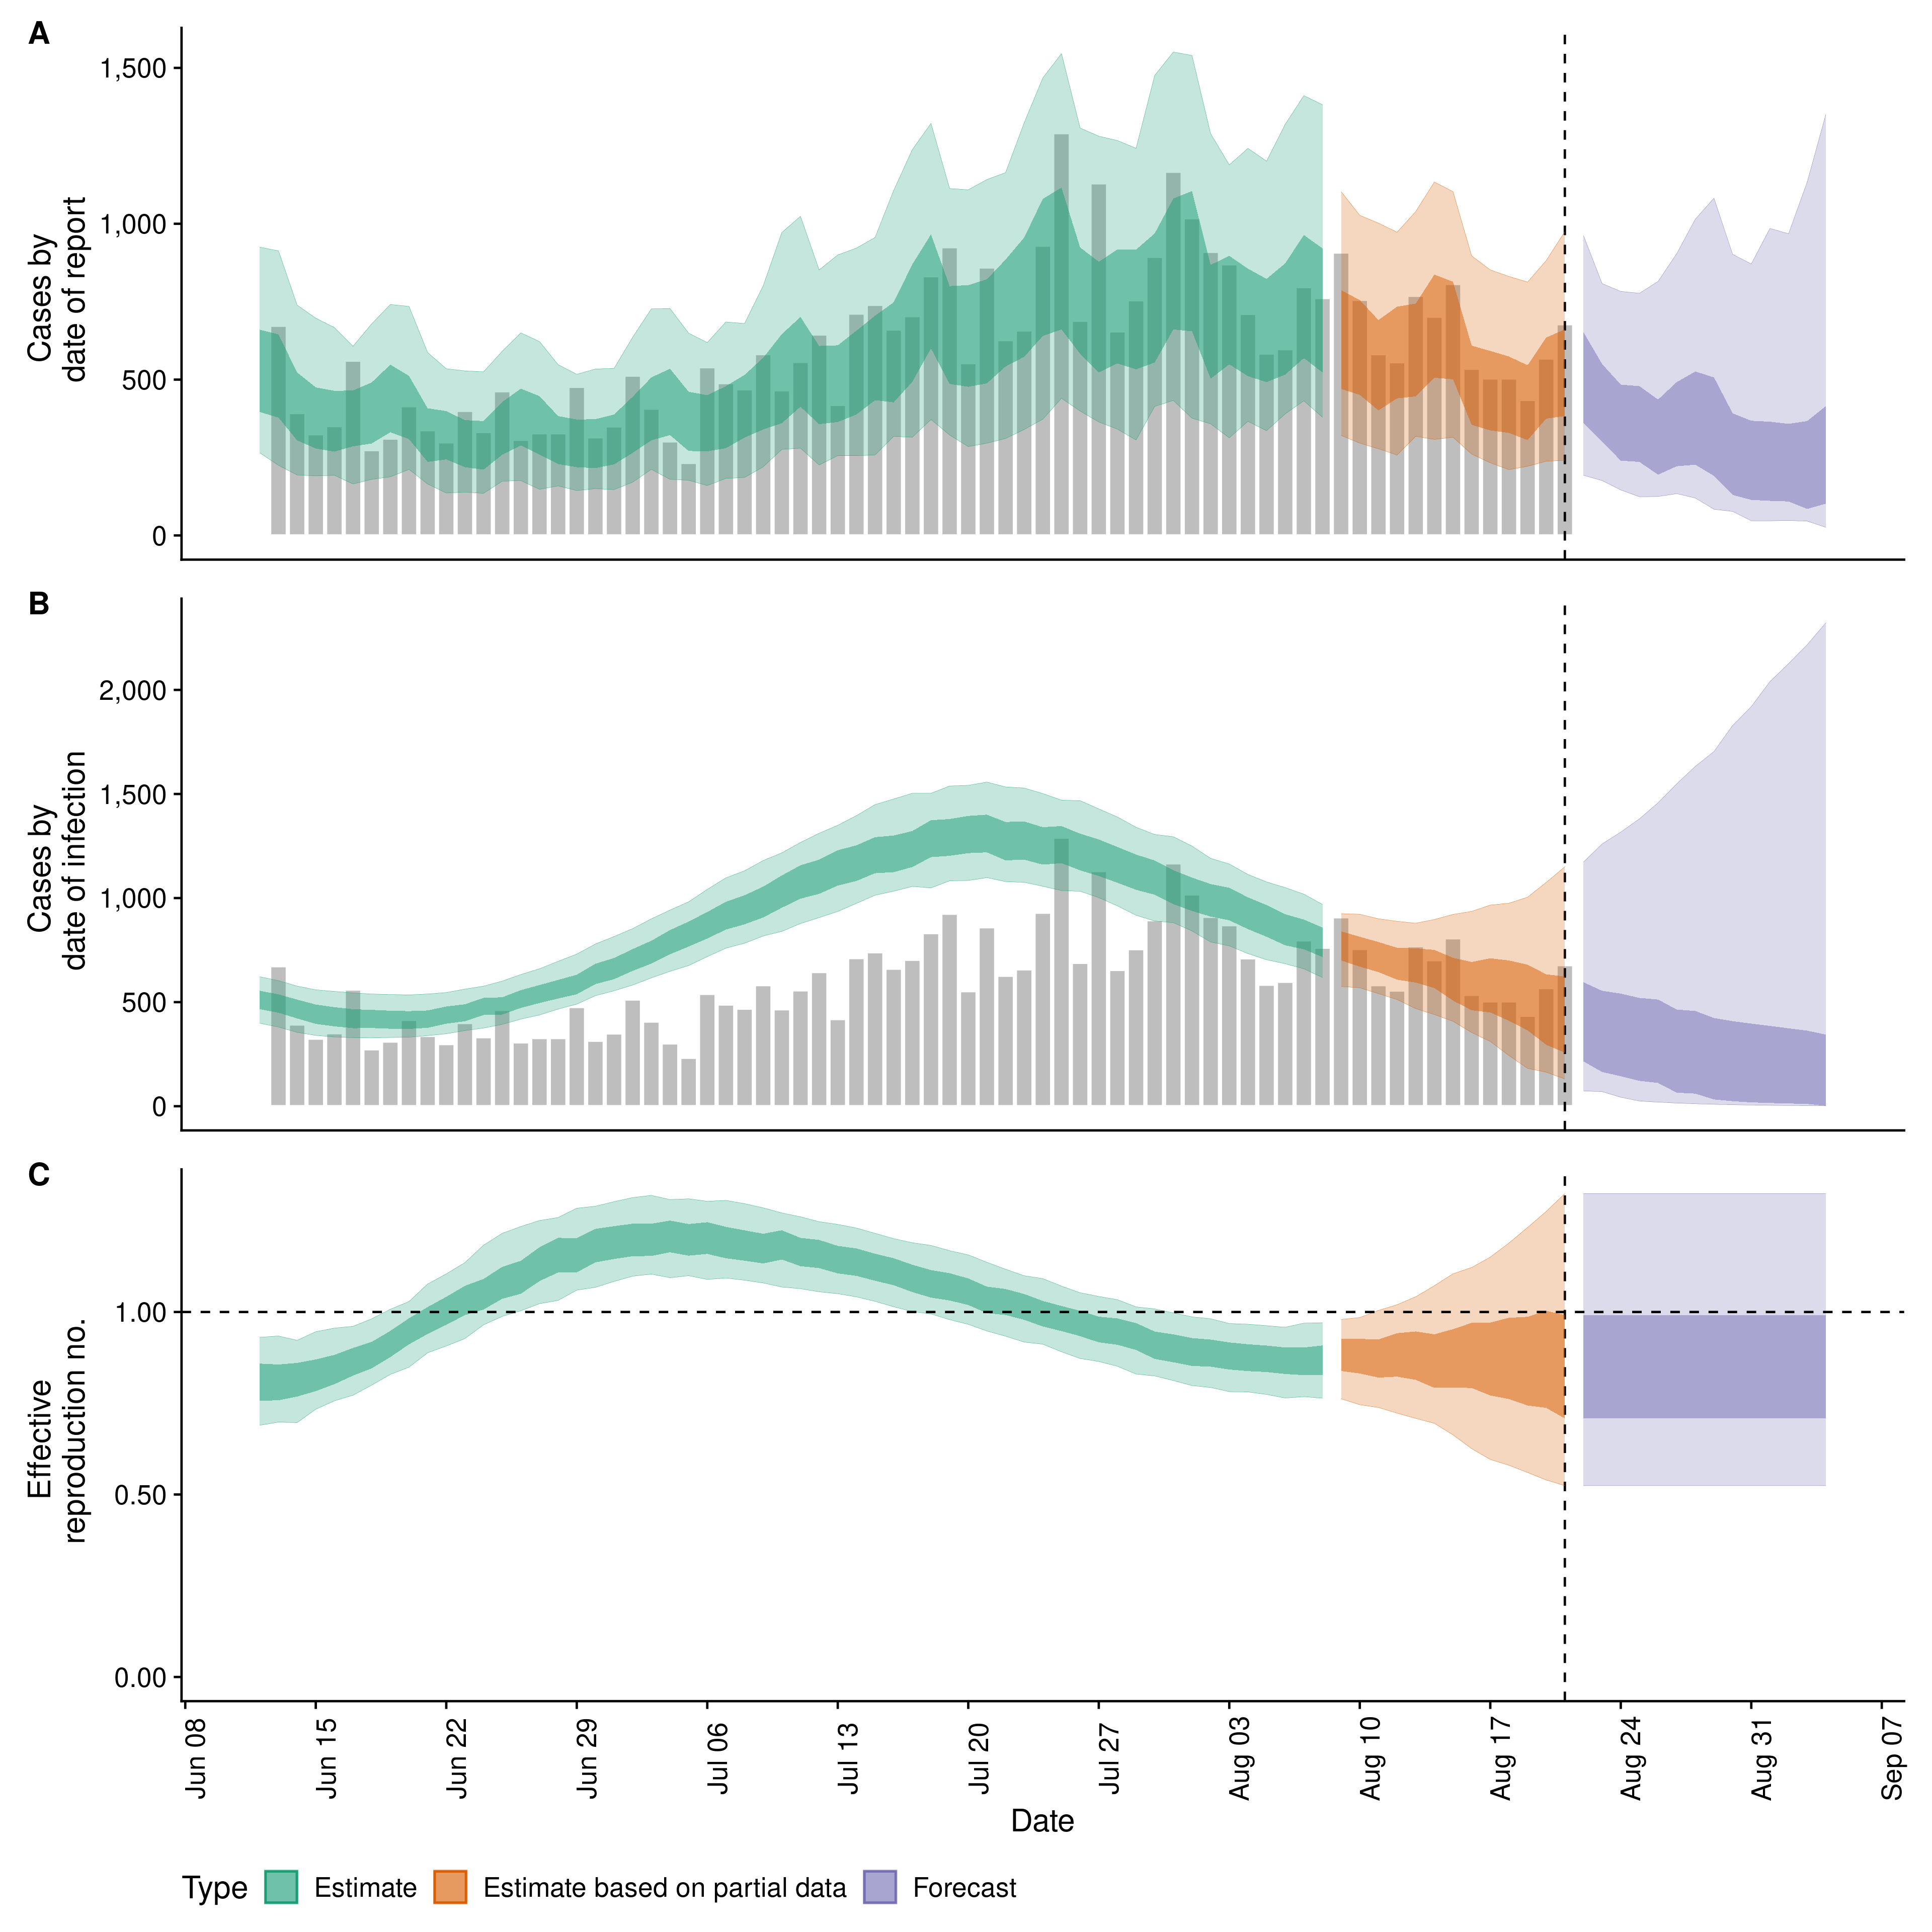 A
Cases by
date of report
1,500
1,000
500
0
B
Cases by
date of infection
2,000
1,500
1,000
500
0
C
Effective
reproduction no.
1.00
0.50
0.00
Jun 08
Jun 15
Jun 22
Jun 29
Jul 06
Jul 13
Jul 20
Jul 27
Aug 03
Aug 10
Aug 17
Aug 24
Aug 31
Sep 07
Date
Type
Estimate
Estimate based on partial data
Forecast